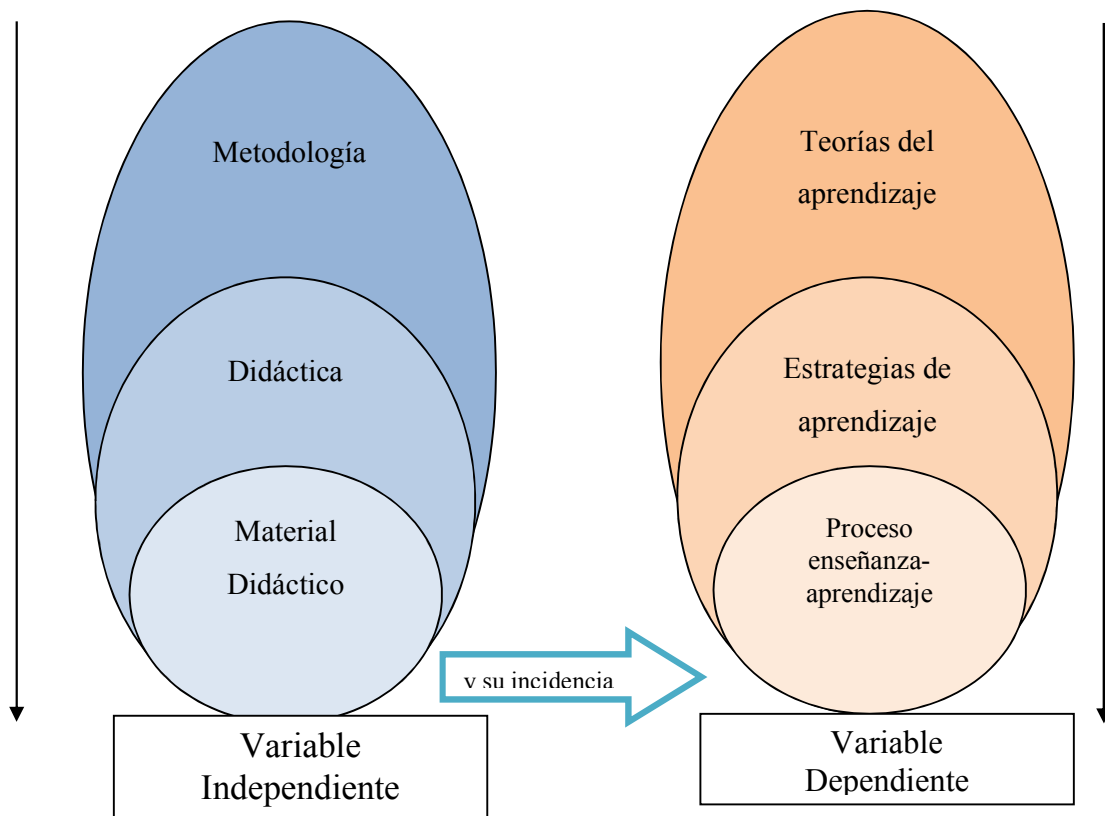 Metodología
Didáctica
Material
Didáctico
Variable
Independiente
y su incidencia
Teorías del
aprendizaje
Estrategias de
aprendizaje
Proceso
enseñanza-
aprendizaje
Variable
Dependiente